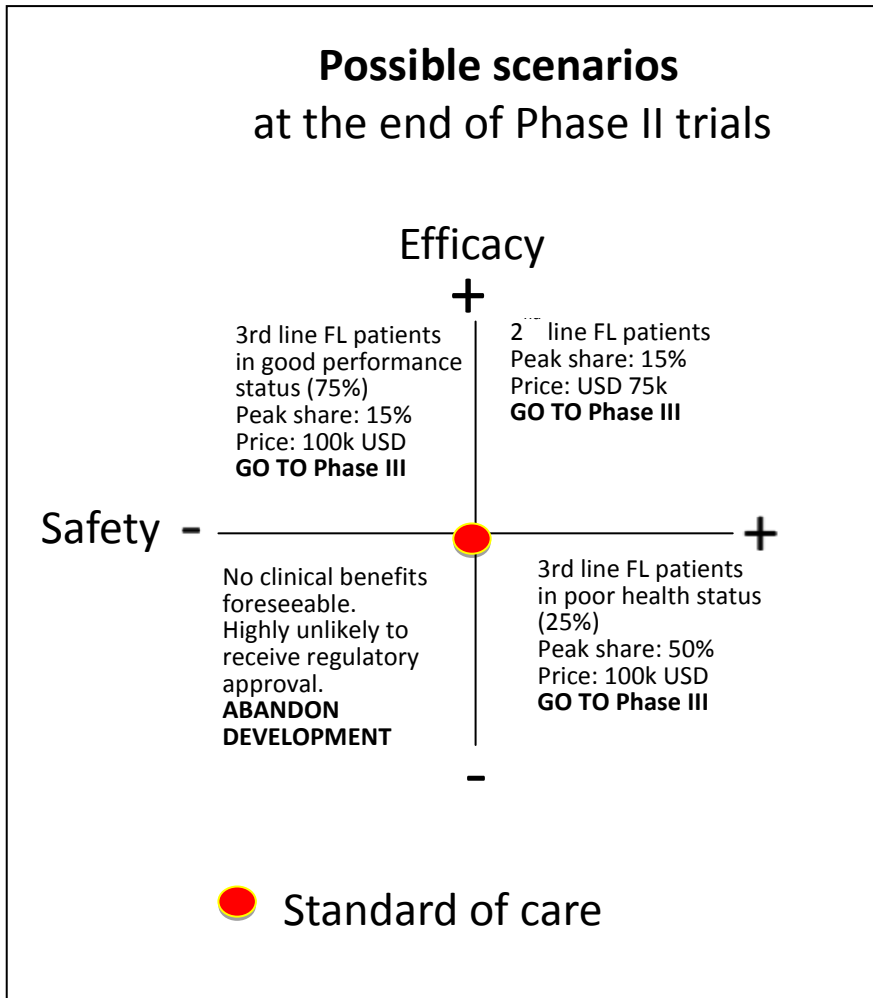 Possible scenarios
at the end of Phase II trials
Efficacy
+
3rd line FL patients
in good performance
status (75%)
Peak share: 15%
Price: 100k USD
GO TO Phase III
2 line FL patients
Peak share: 15%
Price: USD 75k
GO TO Phase III
Safety -
+
No clinical benefits
foreseeable.
Highly unlikely to
receive regulatory
approval.
ABANDON
DEVELOPMENT
3rd line FL patients
in poor health status
(25%)
Peak share: 50%
Price: 100k USD
GO TO Phase III
-
Standard of care